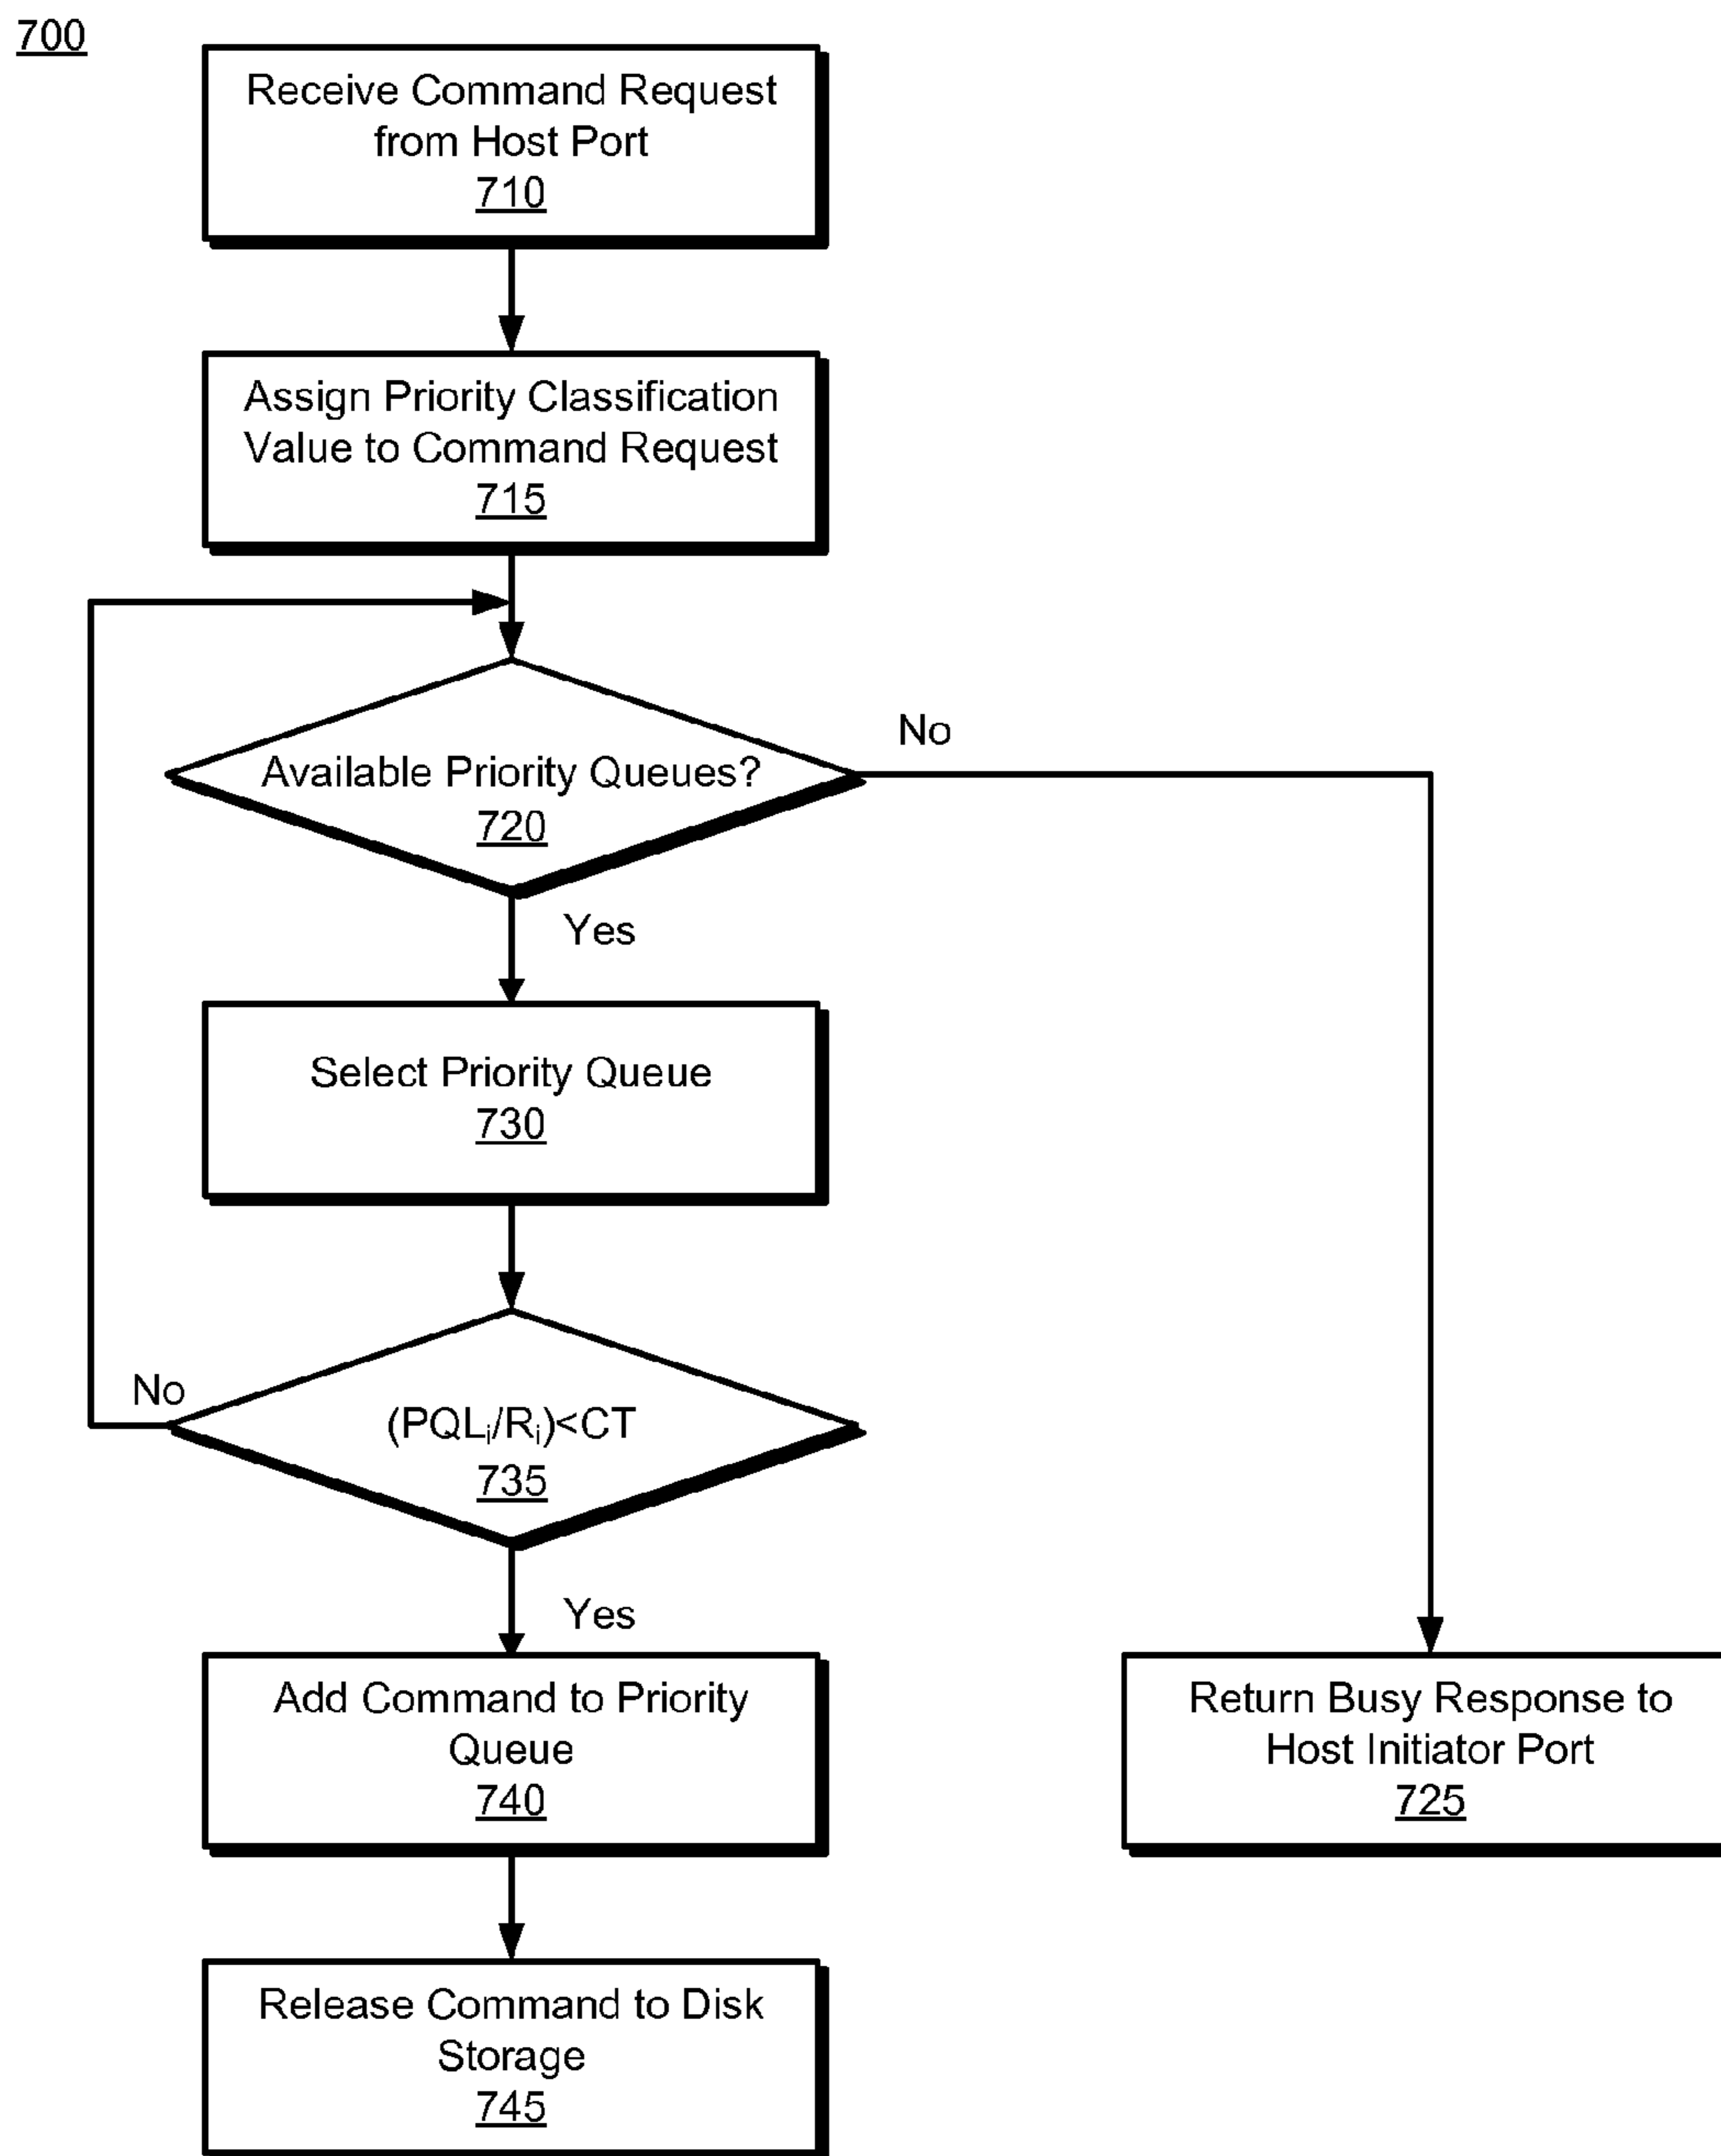 700
Receive Command Request
from Host Port
710
Assign Priority Classification
Value to Command Request
715
Available Priority Queues?
720
No
Yes
Select Priority Queue
730
No
(PQLᵢ/Rᵢ)<CT
735
Yes
Add Command to Priority
Queue
740
Return Busy Response to
Host Initiator Port
725
Release Command to Disk
Storage
745